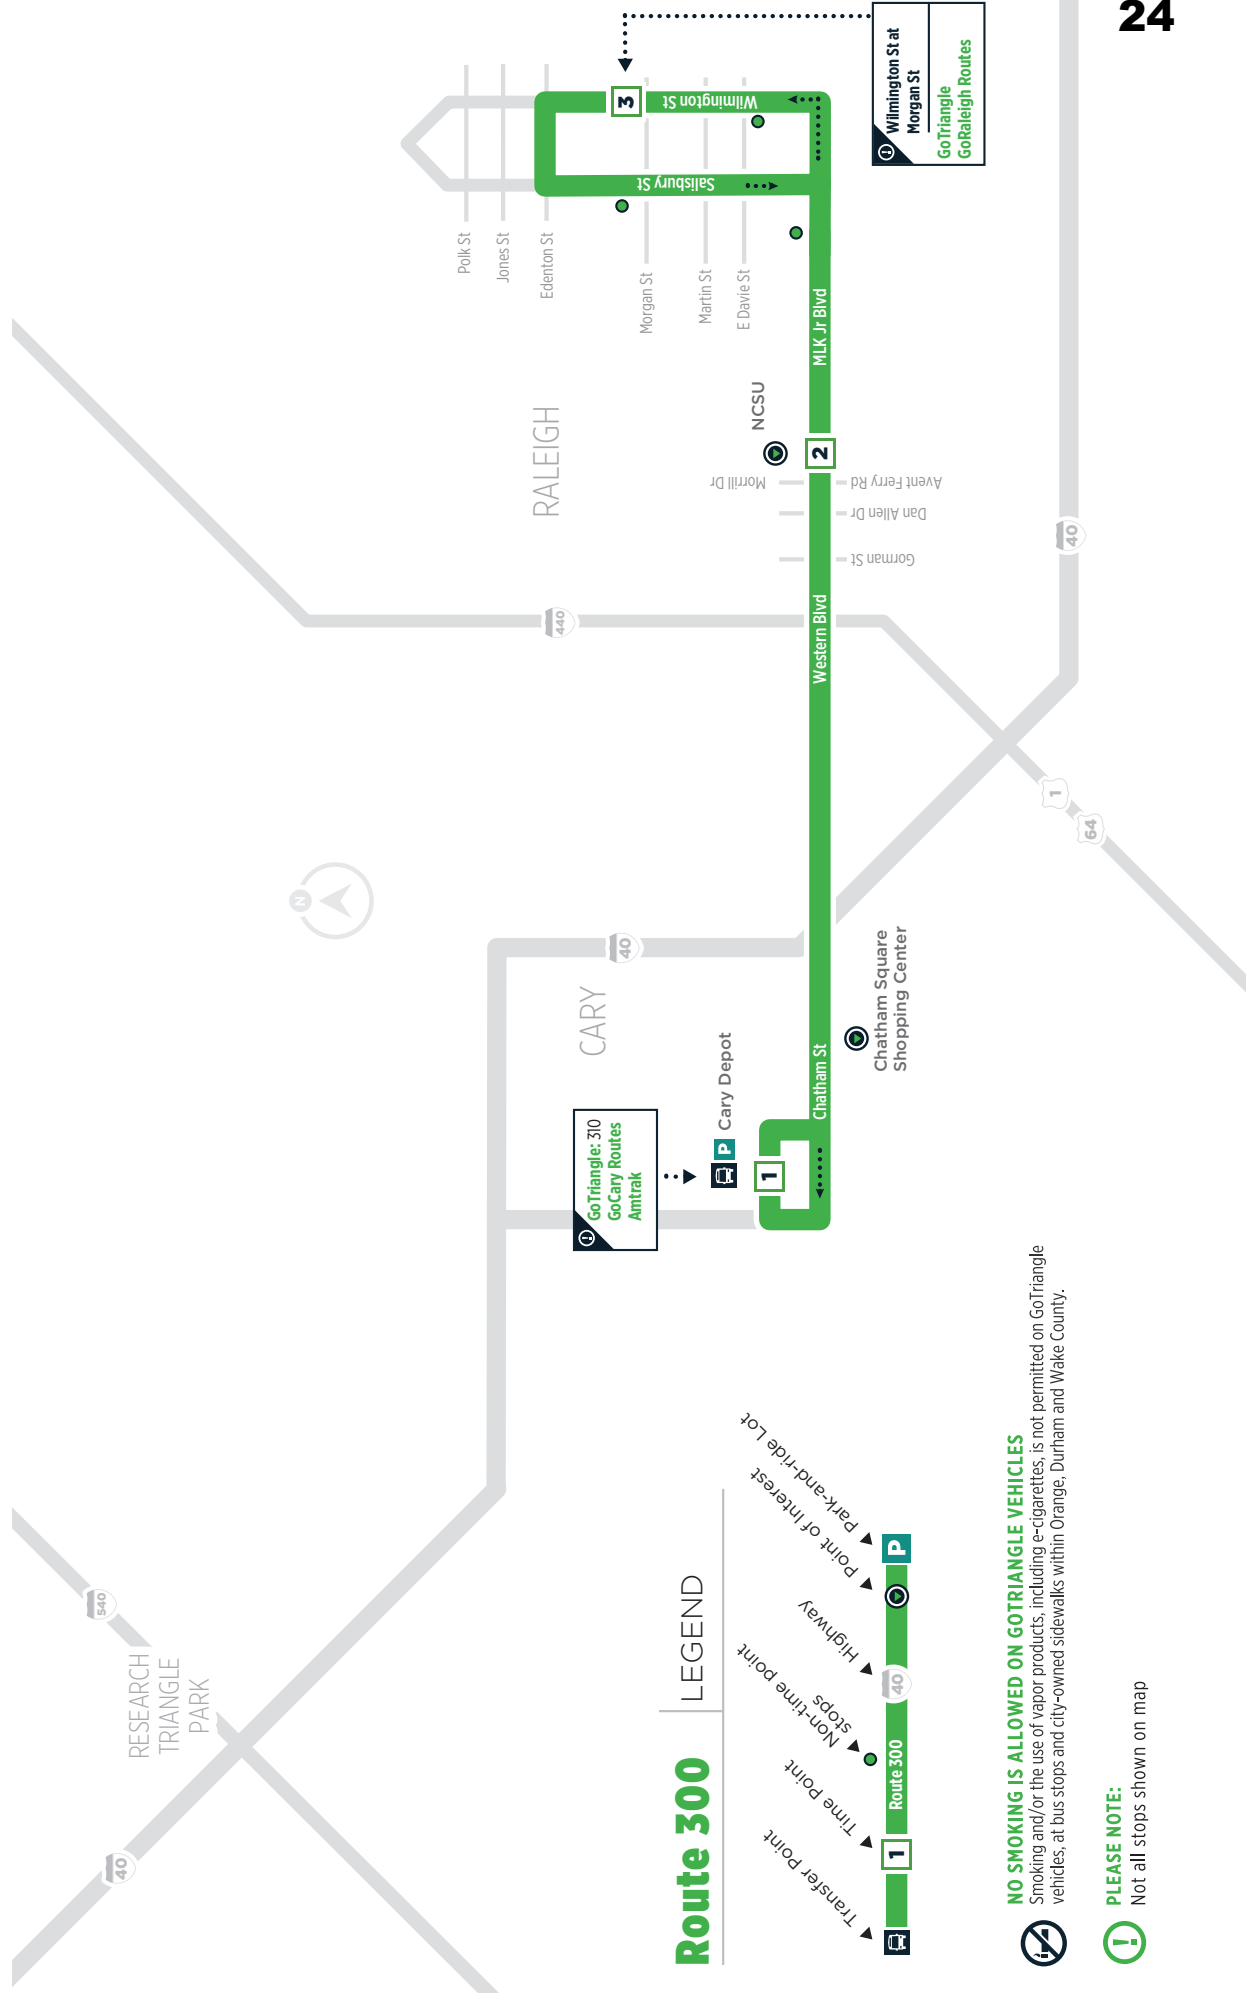 24
Wilmington St at
Morgan St
GoTriangle
GoRaleigh Routes
3
Wilmington St
Salisbury St
Polk St
Jones St
Edenton St
Morgan St
Martin St
E Davie St
MLK Jr Blvd
RALEIGH
NCSU
2
Morrill Dr
Avent Ferry Rd
Dan Allen Dr
Gorman St
40
440
Western Blvd
1
64
N
40
CARY
Chatham Square
Shopping Center
Chatham St
Cary Depot
P
1
GoTriangle: 310
GoCary Routes
Amtrak
540
RESEARCH
TRIANGLE
PARK
40
Route 300
LEGEND
Transfer Point
Time Point
Non-time point
stops
Highway
Point of Interest
Park-and-ride Lot
1
Route 300
40
P
NO SMOKING IS ALLOWED ON GOTRIANGLE VEHICLES
Smoking and/or the use of vapor products, including e-cigarettes, is not permitted on GoTriangle
vehicles, at bus stops and city-owned sidewalks within Orange, Durham and Wake County.
PLEASE NOTE:
Not all stops shown on map